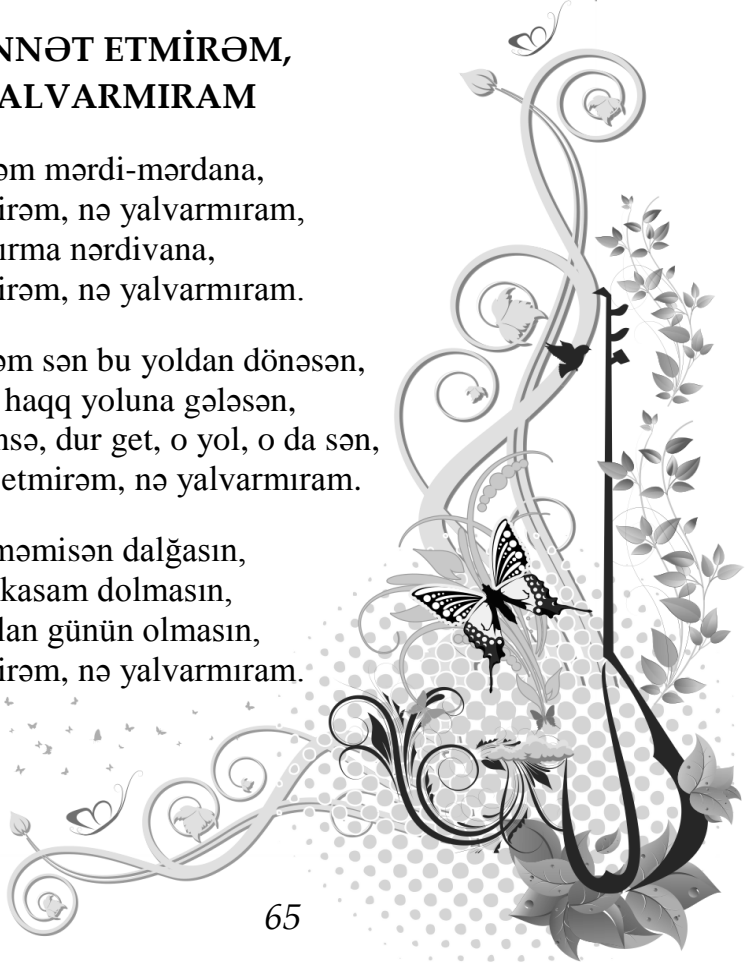 NNƏT ETMİRƏM,
ALVARMIRAM
əm mərdi-mərdana,
irəm, nə yalvarmıram,
ırma nərdivana,
irəm, nə yalvarmıram.
əm sən bu yoldan dönəsən,
haqq yoluna gələsən,
nsə, dur get, o yol, o da sən,
etmirəm, nə yalvarmıram.
məmisən dalğasın,
kasam dolmasın,
lan günün olmasın,
irəm, nə yalvarmıram.
65